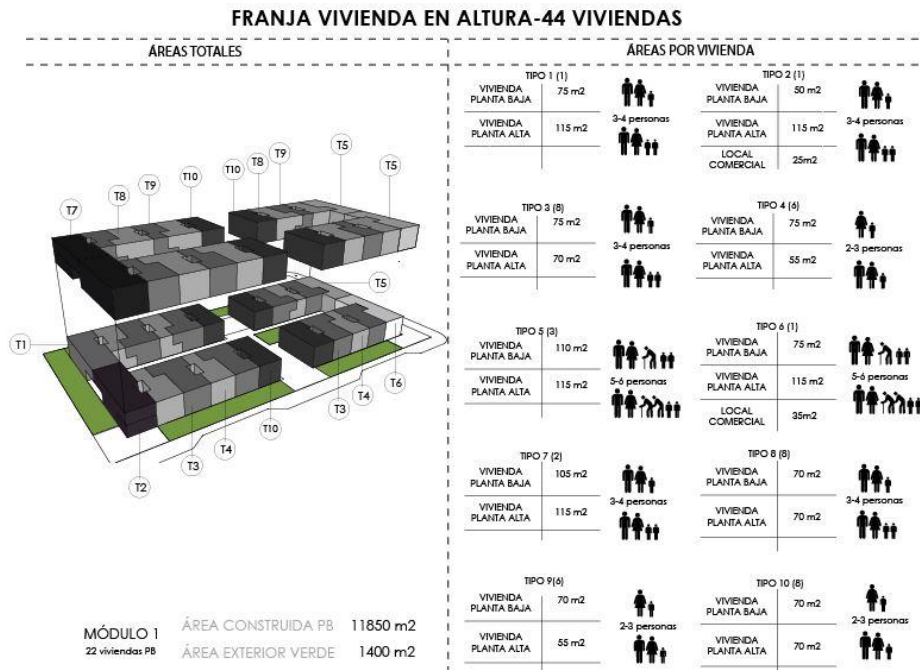 FRANJA VIVIENDA EN ALTURA-44 VIVIENDAS
ÁREAS TOTALES
ÁREAS POR VIVIENDA
T7
T8
T9
T10
T10
T8
T9
T5
T5
T5
T1
T6
T4
T3
T10
T4
T3
T2
MÓDULO 1
22 viviendas PB
ÁREA CONSTRUIDA PB 11850 m2
ÁREA EXTERIOR VERDE 1400 m2
TIPO 1 (1)
VIVIENDA PLANTA BAJA 75 m2
VIVIENDA PLANTA ALTA 115 m2
3-4 personas
TIPO 2 (1)
VIVIENDA PLANTA BAJA 50 m2
VIVIENDA PLANTA ALTA 115 m2
LOCAL COMERCIAL 25m2
3-4 personas
TIPO 3 (8)
VIVIENDA PLANTA BAJA 75 m2
VIVIENDA PLANTA ALTA 70 m2
3-4 personas
TIPO 4 (6)
VIVIENDA PLANTA BAJA 75 m2
VIVIENDA PLANTA ALTA 55 m2
2-3 personas
TIPO 5 (3)
VIVIENDA PLANTA BAJA 110 m2
VIVIENDA PLANTA ALTA 115 m2
5-6 personas
TIPO 6 (1)
VIVIENDA PLANTA BAJA 75 m2
VIVIENDA PLANTA ALTA 115 m2
LOCAL COMERCIAL 35m2
5-6 personas
TIPO 7 (2)
VIVIENDA PLANTA BAJA 105 m2
VIVIENDA PLANTA ALTA 115 m2
3-4 personas
TIPO 8 (8)
VIVIENDA PLANTA BAJA 70 m2
VIVIENDA PLANTA ALTA 70 m2
3-4 personas
TIPO 9(6)
VIVIENDA PLANTA BAJA 70 m2
VIVIENDA PLANTA ALTA 55 m2
2-3 personas
TIPO 10 (8)
VIVIENDA PLANTA BAJA 70 m2
VIVIENDA PLANTA ALTA 70 m2
2-3 personas